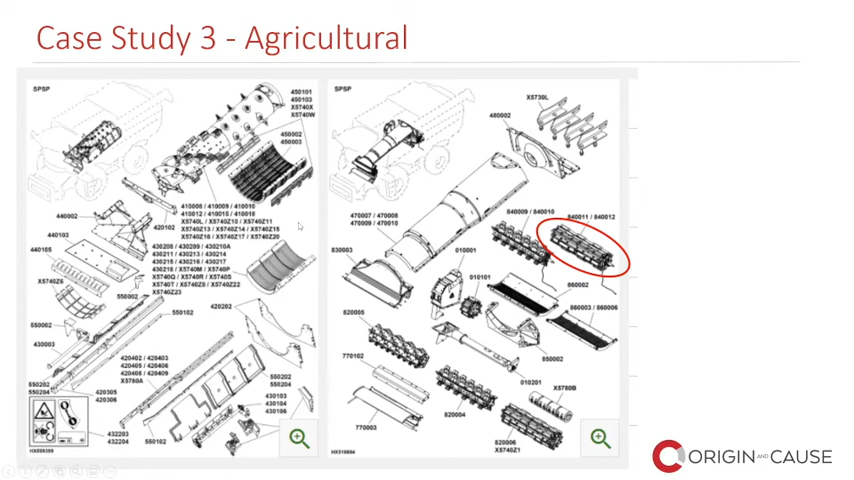 Case Study 3 - Agricultural
SPSP
450101
450103
X5740X
X5740W
450002
450003
440002
420102
410008 / 410009 / 410010
410012 / 410015 / 410018
X5740L / X5740Z10 / X5740Z11
X5740Z13 / X5740Z14 / X5740Z15
X5740Z16 / X5740Z17 / X5740Z20
440103
430208 / 430209 / 430210A
430211 / 430213 / 430214
430215 / 430216 / 430217
430218 / X5740M / X5740P
X5740Q / X5740R / X5740S
X5740T / X5740Z8 / X5740Z22
X5740Z23
440105
X5740Z6
550002
550102
420202
550002
430003
420402 / 420403
420405 / 420406
420408 / 420409
X5780A
550202
550204
550202
550204
420305
420306
430103
430104
430106
432203
432204
550102
SPSP
X5730L
480002
470007 / 470008
470009 / 470010
840009 / 840010
840011 / 840012
830003
010001
010101
860002
860003 / 860006
820005
850002
770102
010201
X5780B
820004
770003
820006
X5740Z1
ORIGIN AND CAUSE